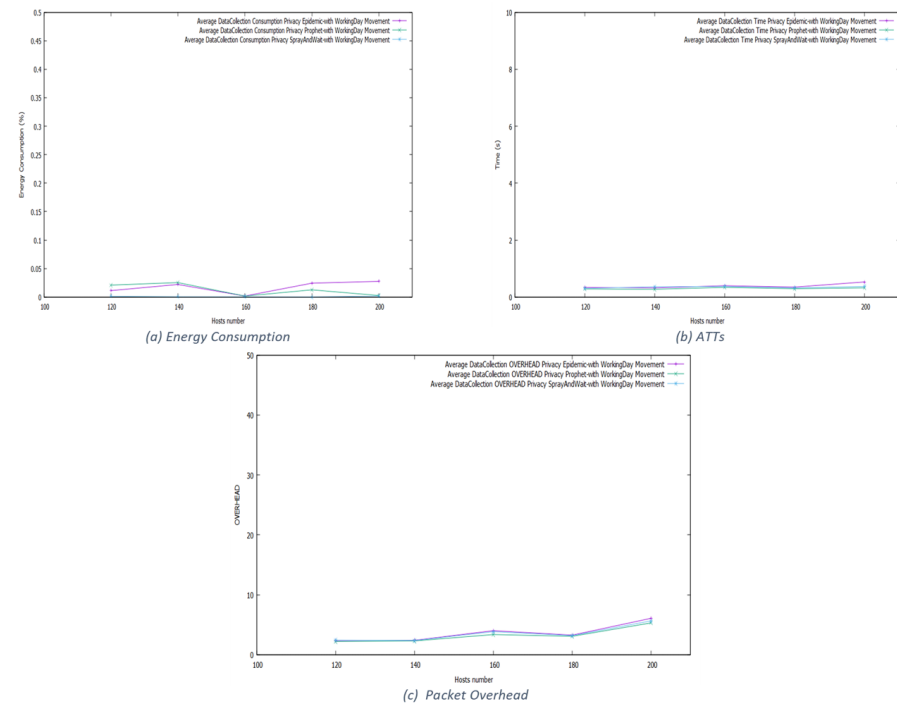 Average DataCollection Consumption Privacy Epidemic-with WorkingDay Movement
Average DataCollection Consumption Privacy Prophet-with WorkingDay Movement
Average DataCollection Consumption Privacy SprayAndWait-with WorkingDay Movement
0.5
0.45
0.4
0.35
0.3
0.25
0.2
0.15
0.1
0.05
0
Energy Consumption (%)
100
120
140
160
180
200
Hosts number
(a) Energy Consumption
Average DataCollection Time Privacy Epidemic-with WorkingDay Movement
Average DataCollection Time Privacy Prophet-with WorkingDay Movement
Average DataCollection Time Privacy SprayAndWait-with WorkingDay Movement
10
8
6
4
2
0
Time (s)
100
120
140
160
180
200
Hosts number
(b) ATTs
Average DataCollection OVERHEAD Privacy Epidemic-with WorkingDay Movement
Average DataCollection OVERHEAD Privacy Prophet-with WorkingDay Movement
Average DataCollection OVERHEAD Privacy SprayAndWait-with WorkingDay Movement
50
40
30
20
10
0
OVERHEAD
100
120
140
160
180
200
Hosts number
(c) Packet Overhead